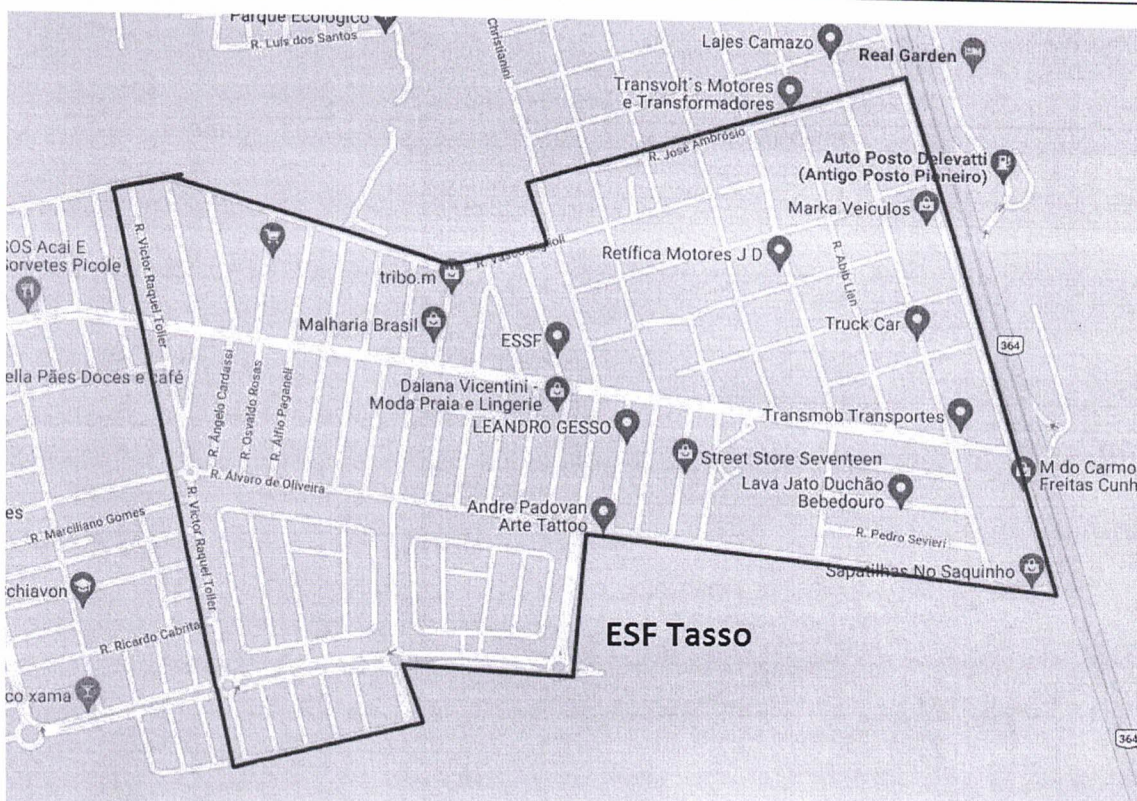 Parque Ecológico
R. Luís dos Santos
Christianini
Lajes Camazo
Real Garden
Transvolt´s Motores
e Transformadores
R. José Ambrósio
Auto Posto Delevatti
(Antigo Posto Pioneiro)
Marka Veiculos
R. Victor Raquel Toller
SOS Acai E
Sorvetes Picole
tribo.m
Retífica Motores J D
R. Abib Lian
Malharia Brasil
ESSF
Truck Car
364
ella Pães Doces e café
R. Ângelo Cardassi
R. Osvaldo Rosas
R. Alfio Paganeli
Daiana Vicentini -
Moda Praia e Lingerie
LEANDRO GESSO
Transmob Transportes
Street Store Seventeen
M do Carmo
Freitas Cunh
Lava Jato Duchão
Bebedouro
R. Álvaro de Oliveira
es
R. Marciliano Gomes
R. Victor Raquel Toller
Andre Padovan
Arte Tattoo
R. Pedro Sevieri
Sapatilhas No Saquinho
chiavon
R. Ricardo Cabrita
ESF Tasso
co xama
364